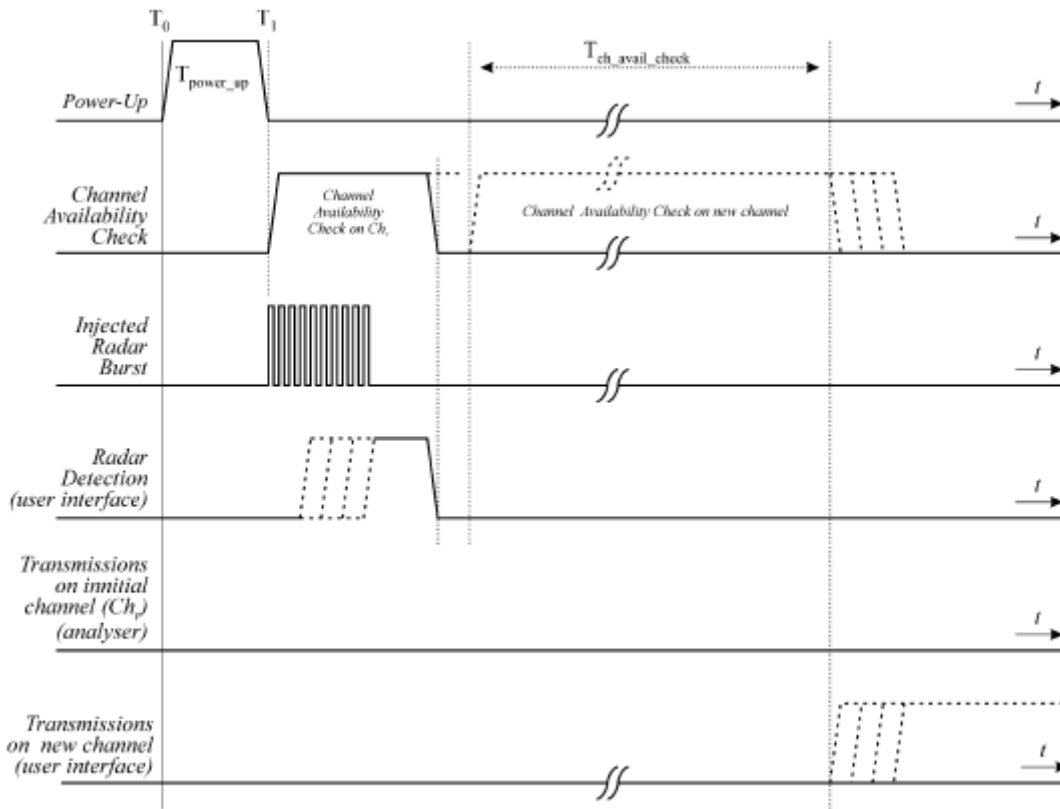 T0 T1
Tch_avail_check
Tpower_up
Power-Up
t
Channel
Availability
Check
Channel
Availability
Check on Chr
Channel Availability Check on new channel
t
Injected
Radar
Burst
t
Radar
Detection
(user interface)
t
Transmissions
on innitial
channel (Chr)
(analyser)
t
Transmissions
on new channel
(user interface)
t